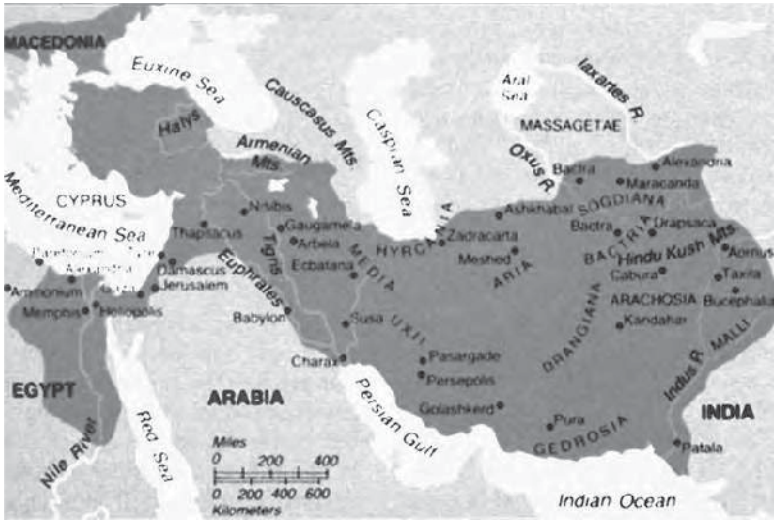 MACEDONIA
Euxine Sea
Halys
Causcasus Mts.
Armenian
Mts.
Caspian Sea
Aral
Sea
Iaxartes R.
MASSAGETAE
Oxus R.
CYPRUS
Mediterranean Sea
Nisibis
Thapsacus
Gaugamela
Arbela
Tigris
Ecbatana
MEDIA
Euphrates
HYRCANIA
Zadracarta
Ashkhabad
Meshed
ARIA
Bactra
Alexandria
Maracanda
SOGDIANA
Bactra
Drapsaca
BACTRIA
Hindu Kush Mts.
Cabura
Aornus
Taxila
Bucephala
ARACHOSIA
Kandahar
DRANGIANA
MALLI
Indus R.
INDIA
Tyre
Damascus
Jerusalem
Alexandria
Ammonium
Memphis
Heliopolis
Babylon
Susa
UXII
Charax
Pasargade
Persepolis
EGYPT
ARABIA
Persian Gulf
Golashkerd
Pura
GEDROSIA
Patala
Nile River
Red Sea
Miles
0 200 400
0 200 400 600
Kilometers
Indian Ocean